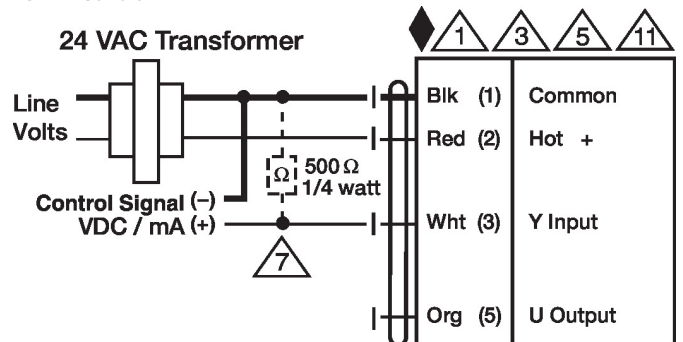 24 VAC Transformer
1 3 5 11
Line
Volts
Blk (1) Common
Red (2) Hot +
Ω 500 Ω
1/4 watt
Control Signal (–)
VDC / mA (+)
Wht (3) Y Input
7
Org (5) U Output